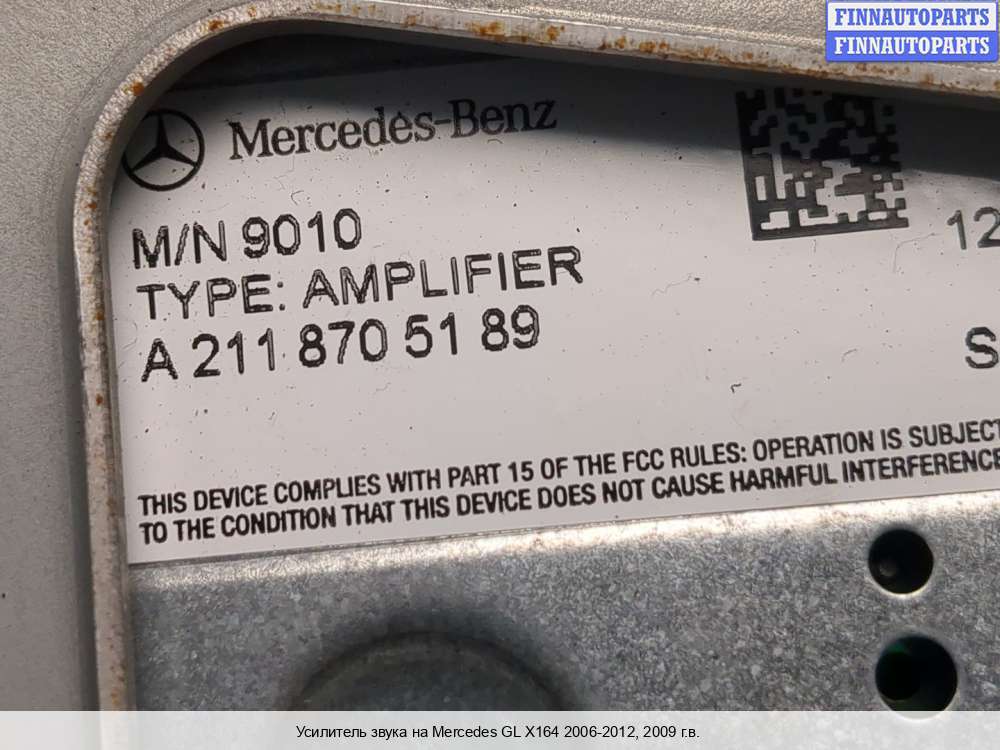 FINNAUTOPARTS
FINNAUTOPARTS
Mercedes-Benz
12
M/N 9010
TYPE: AMPLIFIER
A 211 870 51 89
S
THIS DEVICE COMPLIES WITH PART 15 OF THE FCC RULES: OPERATION IS SUBJECT
TO THE CONDITION THAT THIS DEVICE DOES NOT CAUSE HARMFUL INTERFERENCE
Усилитель звука на Mercedes GL X164 2006-2012, 2009 г.в.